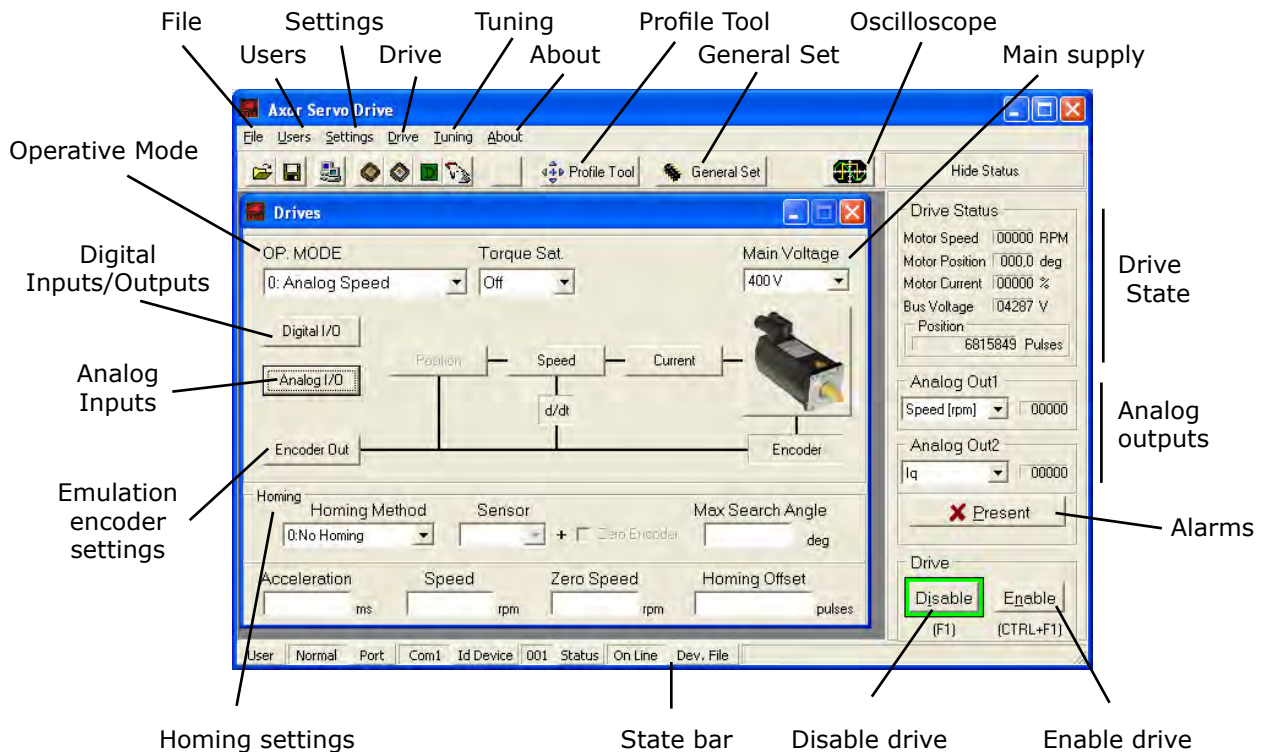 File Settings Tuning Profile Tool Oscilloscope
Users Drive About General Set Main supply
Axor Servo Drive
File Users Settings Drive Tuning About
Profile Tool General Set Hide Status
Operative Mode
Digital
Inputs/Outputs
Analog
Inputs
Emulation
encoder
settings
Drives
OP. MODE Torque Sat. Main Voltage
0: Analog Speed Off 400 V
Digital I/O
Position Speed Current
Analog I/O
d/dt
Encoder Out Encoder
Homing
Homing Method Sensor Max Search Angle
0:No Homing + Zero Encoder deg
Acceleration Speed Zero Speed Homing Offset
ms rpm rpm pulses
Drive Status
Motor Speed 00000 RPM
Motor Position 000,0 deg
Motor Current 00000 %
Bus Voltage 04287 V
Position
6815849 Pulses
Analog Out1
Speed [rpm] 00000
Analog Out2
Iq 00000
Present
Drive
Disable Enable
(F1) (CTRL+F1)
Drive
State
Analog
outputs
Alarms
User Normal Port Com1 Id Device 001 Status On Line Dev. File
Homing settings State bar Disable drive Enable drive